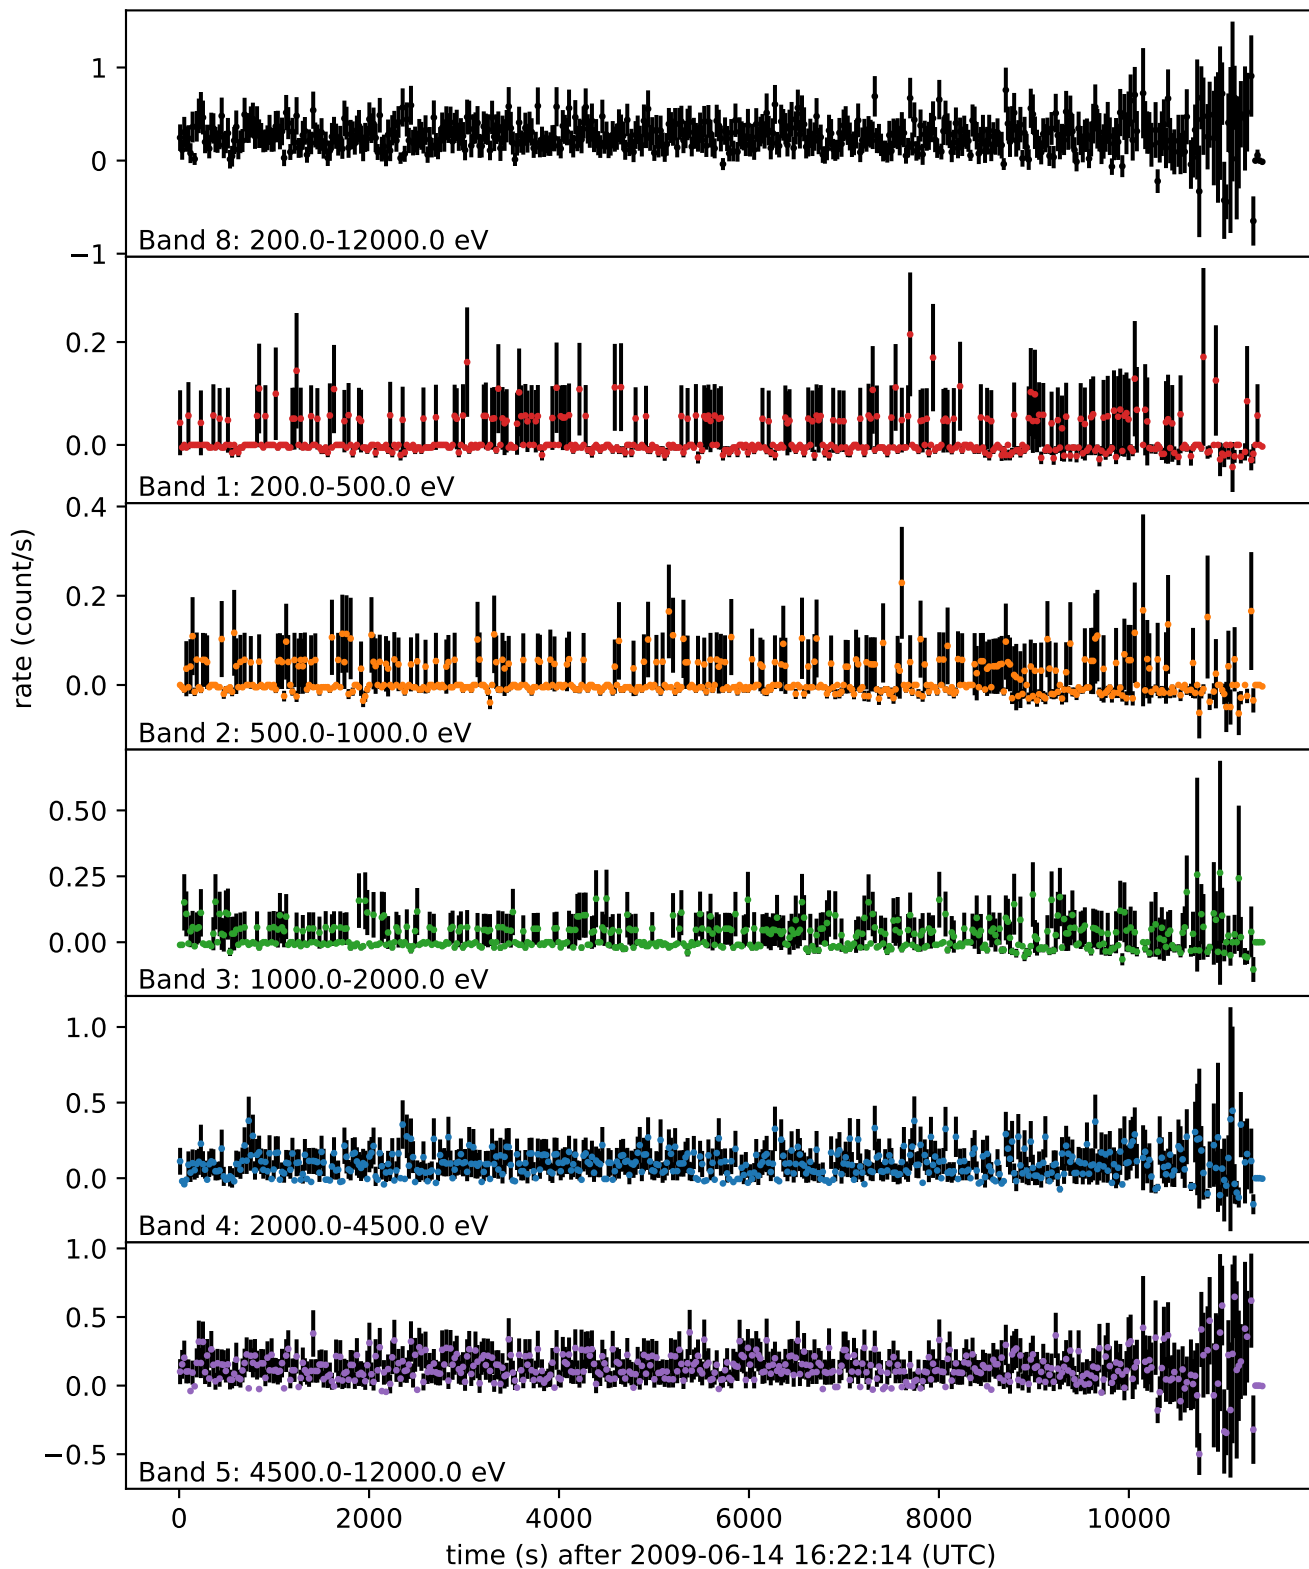 1
0
−1
Band 8: 200.0-12000.0 eV
0.2
0.0
Band 1: 200.0-500.0 eV
rate (count/s)
0.4
0.2
0.0
Band 2: 500.0-1000.0 eV
0.50
0.25
0.00
Band 3: 1000.0-2000.0 eV
1.0
0.5
0.0
Band 4: 2000.0-4500.0 eV
1.0
0.5
0.0
−0.5
Band 5: 4500.0-12000.0 eV
0 2000 4000 6000 8000 10000
time (s) after 2009-06-14 16:22:14 (UTC)